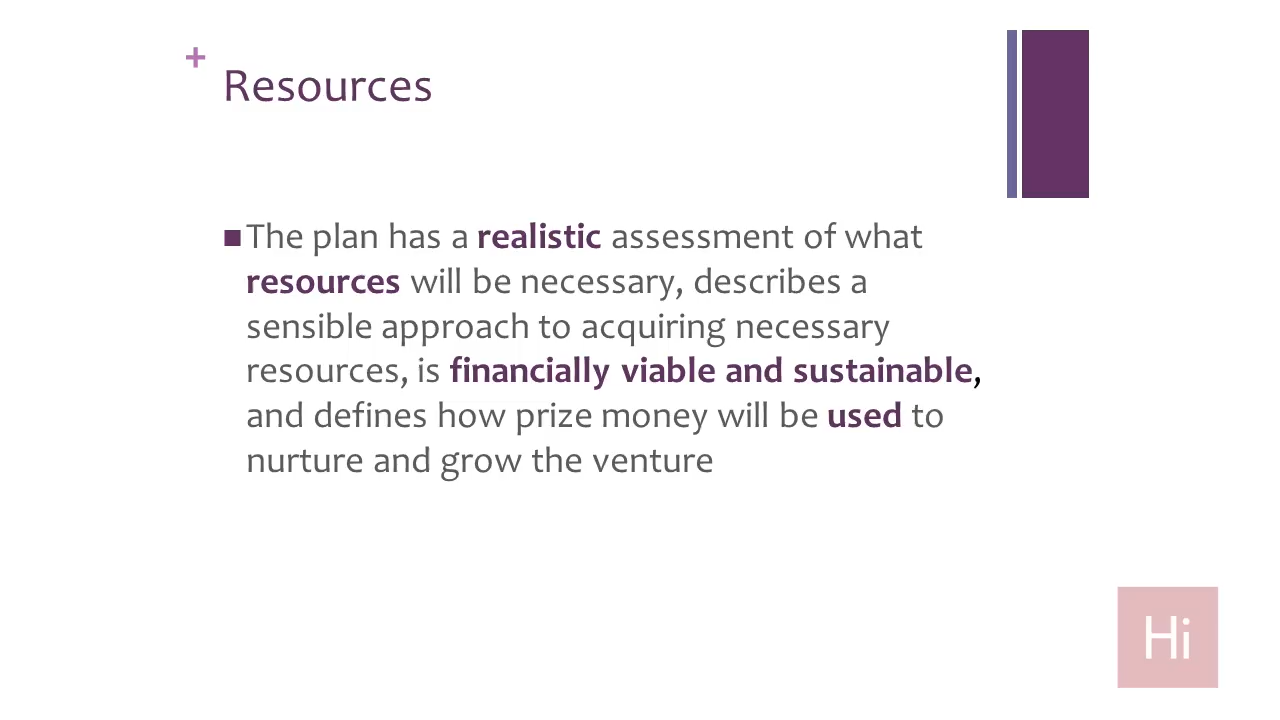 +
Resources
■The plan has a realistic assessment of what
resources will be necessary, describes a
sensible approach to acquiring necessary
resources, is financially viable and sustainable,
and defines how prize money will be used to
nurture and grow the venture
Hi